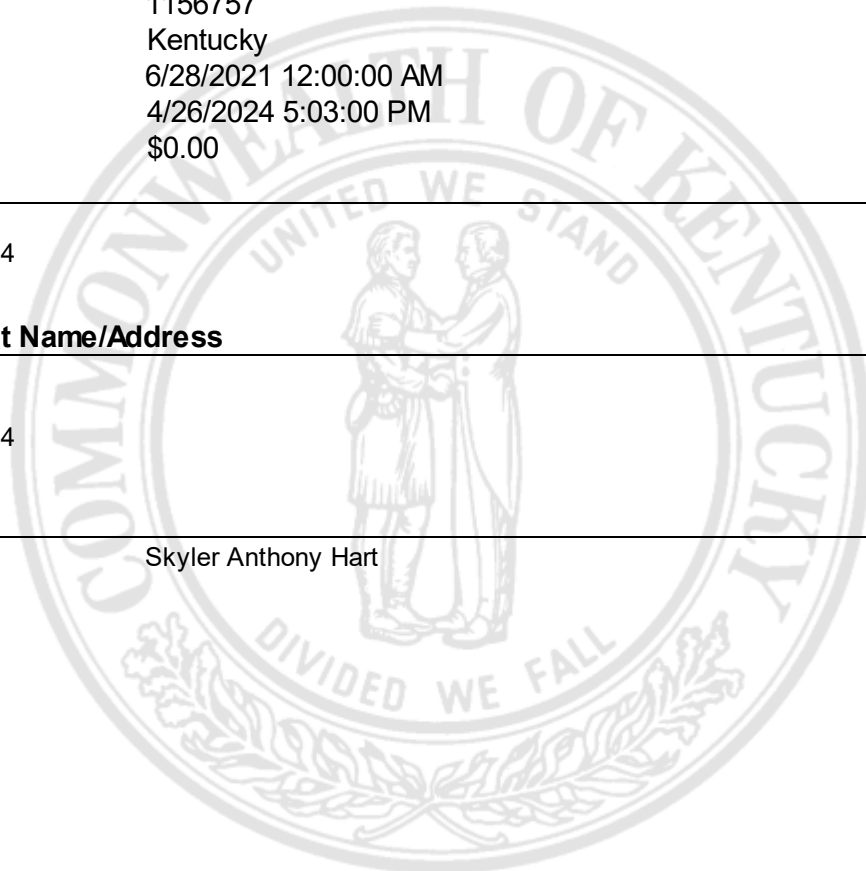 1156757
Kentucky
6/28/2021 12:00:00 AM
4/26/2024 5:03:00 PM
$0.00
4
t Name/Address
4
Skyler Anthony Hart
COMMONWEALTH OF KENTUCKY
UNITED WE STAND
DIVIDED WE FALL